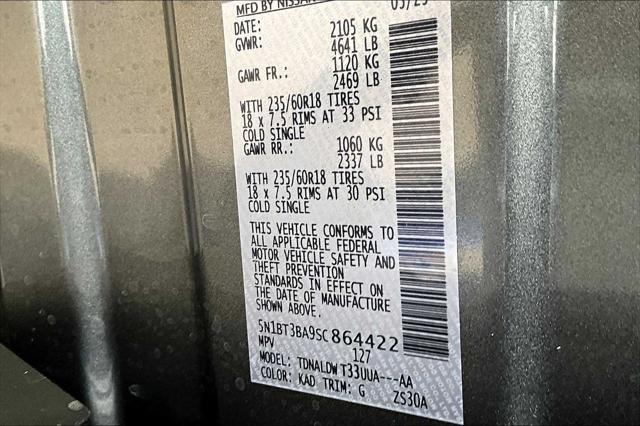 MFD BY NISSAN
DATE:
GVWR: 2105 KG
4641 LB
GAWR FR.: 1120 KG
2469 LB
WITH 235/60R18 TIRES
18 x 7.5 RIMS AT 33 PSI
COLD SINGLE
GAWR RR.: 1060 KG
2337 LB
WITH 235/60R18 TIRES
18 x 7.5 RIMS AT 30 PSI
COLD SINGLE
THIS VEHICLE CONFORMS TO
ALL APPLICABLE FEDERAL
MOTOR VEHICLE SAFETY AND
THEFT PREVENTION
STANDARDS IN EFFECT ON
THE DATE OF MANUFACTURE
SHOWN ABOVE.
5N1BT3BA9SC864422
MPV 127
MODEL: TDNALDW T33UUA---AA
COLOR: KAD TRIM: G ZS30A